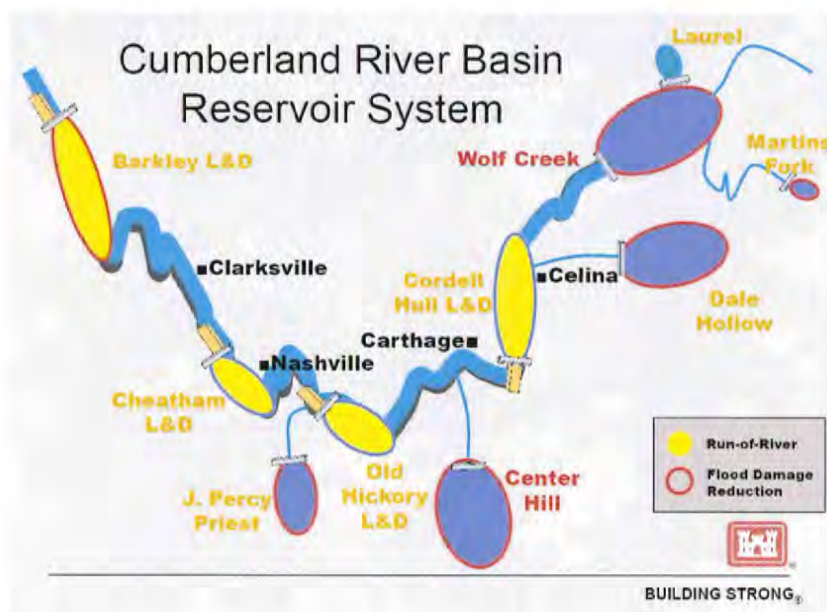 Cumberland River Basin
Reservoir System
Laurel
Martins
Fork
Wolf Creek
Barkley L&D
■Clarksville
Cordell
Hull L&D
■Celina
Dale
Hollow
Carthage■
■Nashville
Cheatham
L&D
J. Percy
Priest
Old
Hickory
L&D
Center
Hill
Run-of-River
Flood Damage
Reduction
BUILDING STRONG®